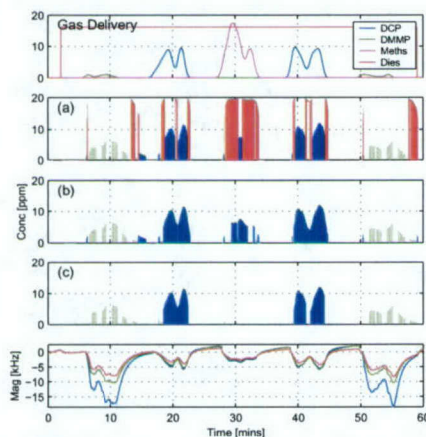 Gas Delivery
20
10
0
DCP
DMMP
Meths
Dies
(a)
20
10
0
(b)
20
10
0
Conc [ppm]
(c)
20
10
0
Mag [kHz]
0
−5
−10
−15
0 10 20 30 40 50 60
Time [mins]